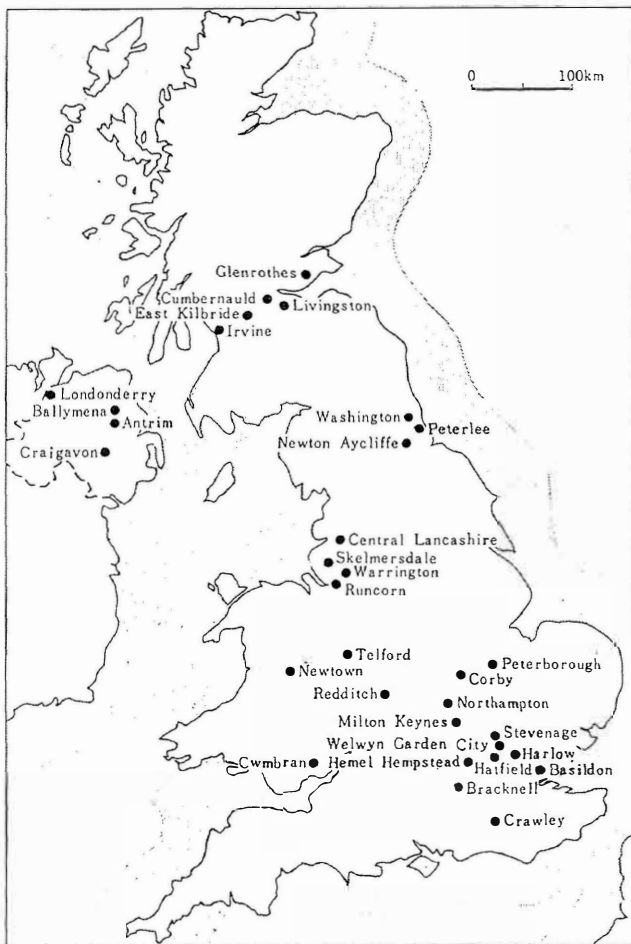 100km
Glenrothes
Cumbernauld
Livingston
East Kilbride
Irvine
Londonderry
Ballymena
Antrim
Craigavon
Washington
Peterlee
Newton Aycliffe
Central Lancashire
Skelmersdale
Warrington
Runcorn
Telford
Newtown
Peterborough
Corby
Redditch
Northampton
Milton Keynes
Stevenage
Welwyn Garden City
Harlow
Cwmbran
Hemel Hempstead
Hatfield
Basildon
Bracknell
Crawley
0